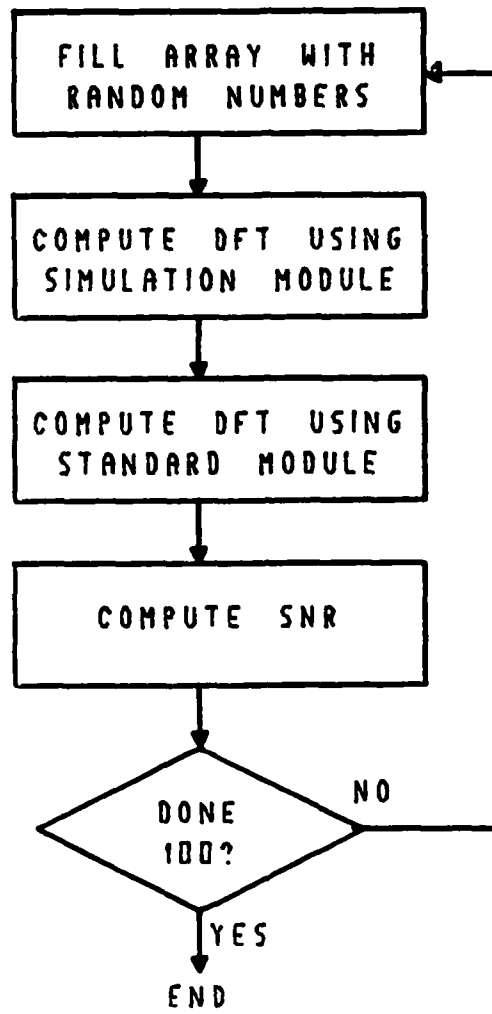 FILL ARRAY WITH
RANDOM NUMBERS
COMPUTE DFT USING
SIMULATION MODULE
COMPUTE DFT USING
STANDARD MODULE
COMPUTE SNR
DONE
100?
NO
YES
END